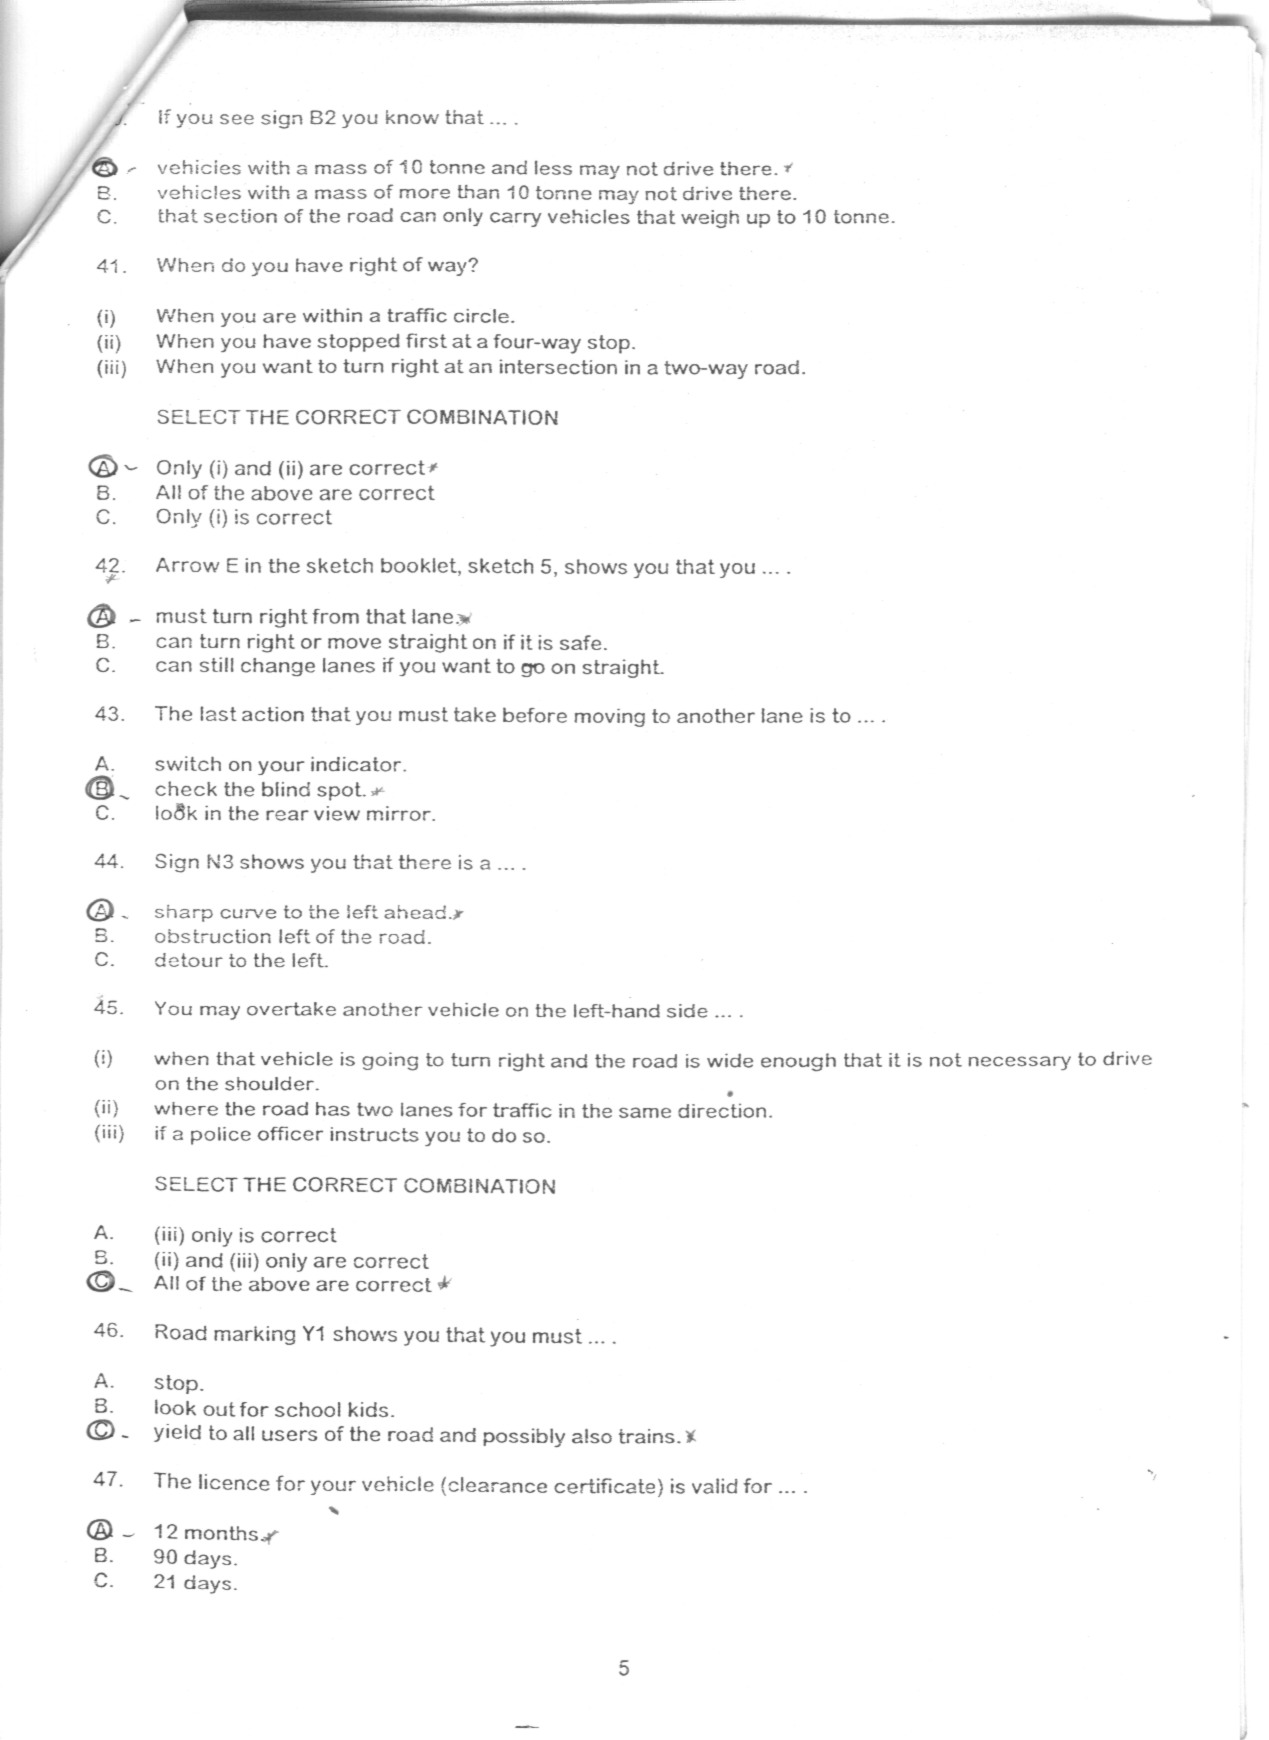 If you see sign B2 you know that ... .
A. vehicles with a mass of 10 tonne and less may not drive there.
B. vehicles with a mass of more than 10 tonne may not drive there.
C. that section of the road can only carry vehicles that weigh up to 10 tonne.
41. When do you have right of way?
(i) When you are within a traffic circle.
(ii) When you have stopped first at a four-way stop.
(iii) When you want to turn right at an intersection in a two-way road.
SELECT THE CORRECT COMBINATION
A Only (i) and (ii) are correct
B. All of the above are correct
C. Only (i) is correct
42. Arrow E in the sketch booklet, sketch 5, shows you that you ... .
A must turn right from that lane.
B. can turn right or move straight on if it is safe.
C. can still change lanes if you want to go on straight.
43. The last action that you must take before moving to another lane is to ... .
A. switch on your indicator.
B. check the blind spot.
C. look in the rear view mirror.
44. Sign N3 shows you that there is a ... .
A. sharp curve to the left ahead.
B. obstruction left of the road.
C. detour to the left.
45. You may overtake another vehicle on the left-hand side ... .
(i) when that vehicle is going to turn right and the road is wide enough that it is not necessary to drive
on the shoulder.
(ii) where the road has two lanes for traffic in the same direction.
(iii) if a police officer instructs you to do so.
SELECT THE CORRECT COMBINATION
A. (iii) only is correct
B. (ii) and (iii) only are correct
C. All of the above are correct
46. Road marking Y1 shows you that you must ... .
A. stop.
B. look out for school kids.
C. yield to all users of the road and possibly also trains.
47. The licence for your vehicle (clearance certificate) is valid for ... .
A. 12 months.
B. 90 days.
C. 21 days.
5